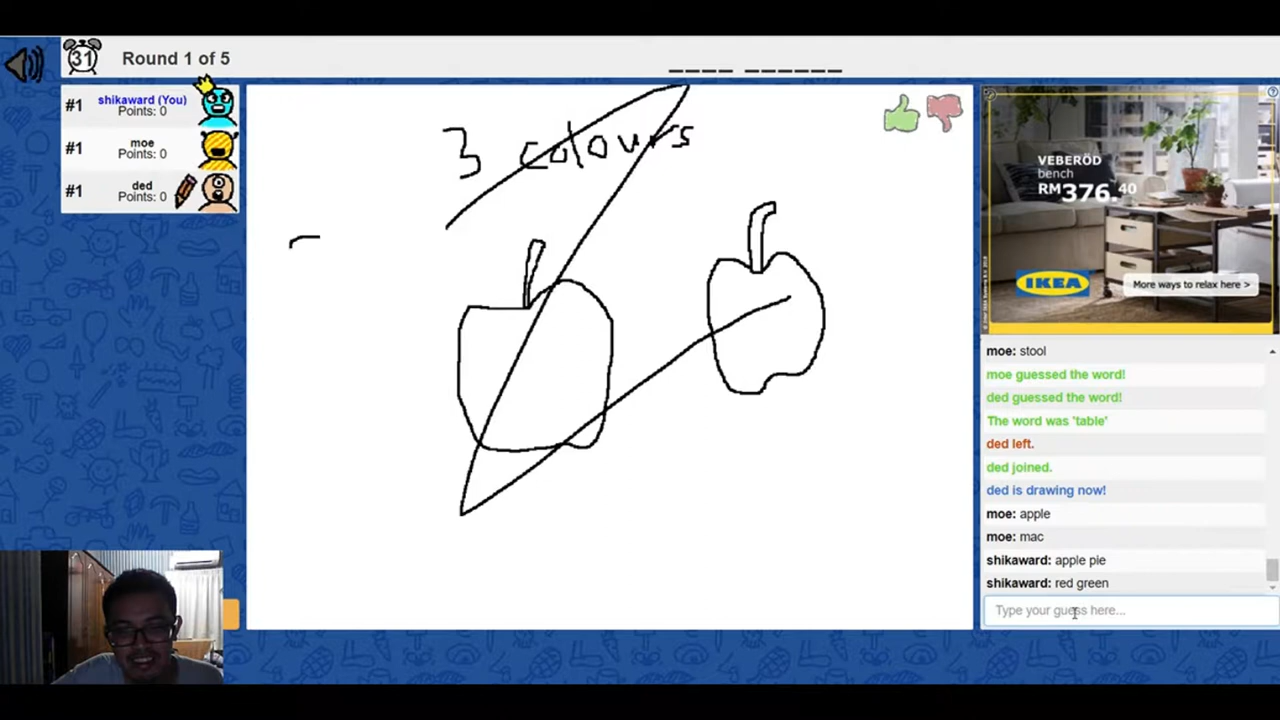 31
Round 1 of 5
____ ______
#1 shikaward (You)
Points: 0
#1 moe
Points: 0
#1 ded
Points: 0
3 colours
VEBERÖD
bench
RM376.40
IKEA
More ways to relax here >
moe: stool
moe guessed the word!
ded guessed the word!
The word was 'table'
ded left.
ded joined.
ded is drawing now!
moe: apple
moe: mac
shikaward: apple pie
shikaward: red green
Type your guess here...